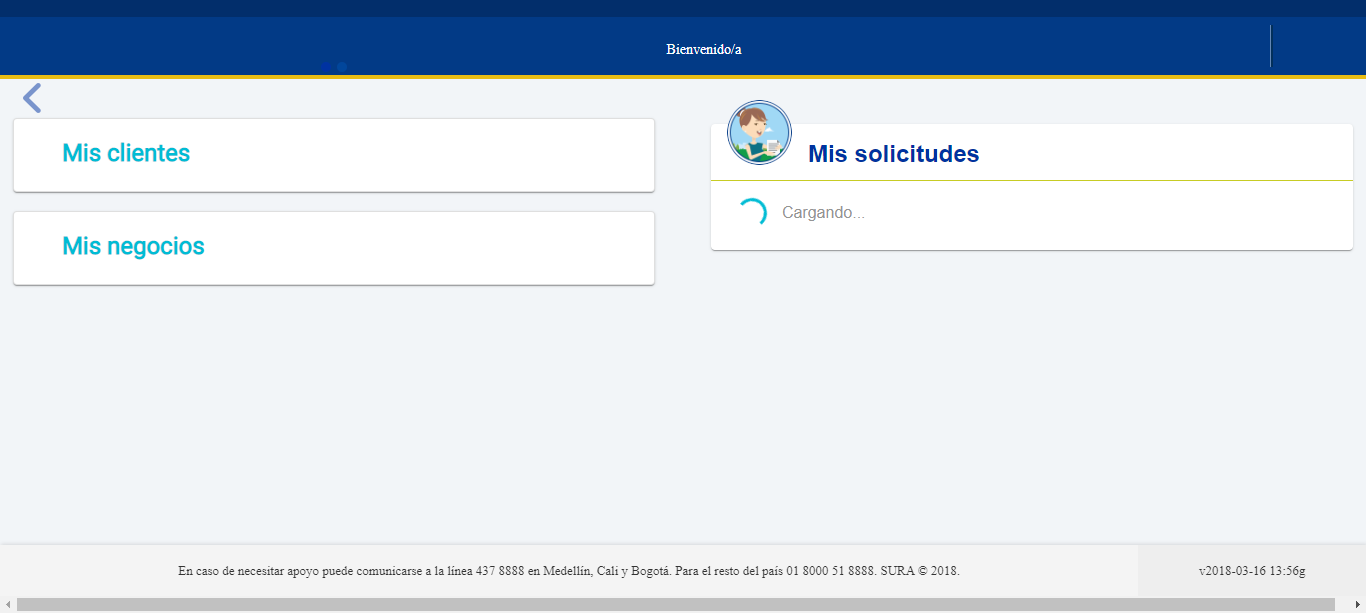 Bienvenido/a
Mis clientes
Mis negocios
Mis solicitudes
Cargando...
En caso de necesitar apoyo puede comunicarse a la línea 437 8888 en Medellín, Cali y Bogotá. Para el resto del país 01 8000 51 8888. SURA © 2018.
v2018-03-16 13:56g